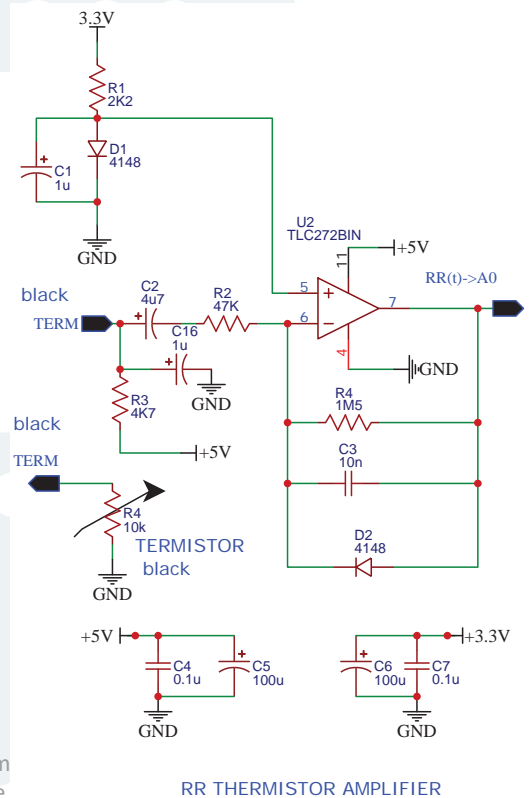 3.3V
R1
2K2
D1
4148
C1
1u
GND
U2
TLC272BIN
11
+5V
RR(t)->A0
5
6
7
4
GND
black
TERM
C2
4u7
R2
47K
C16
1u
GND
R3
4K7
+5V
R4
1M5
C3
10n
D2
4148
black
TERM
R4
10k
TERMISTOR
black
GND
+5V
C4
0.1u
C5
100u
GND
+3.3V
C6
100u
C7
0.1u
GND
RR THERMISTOR AMPLIFIER